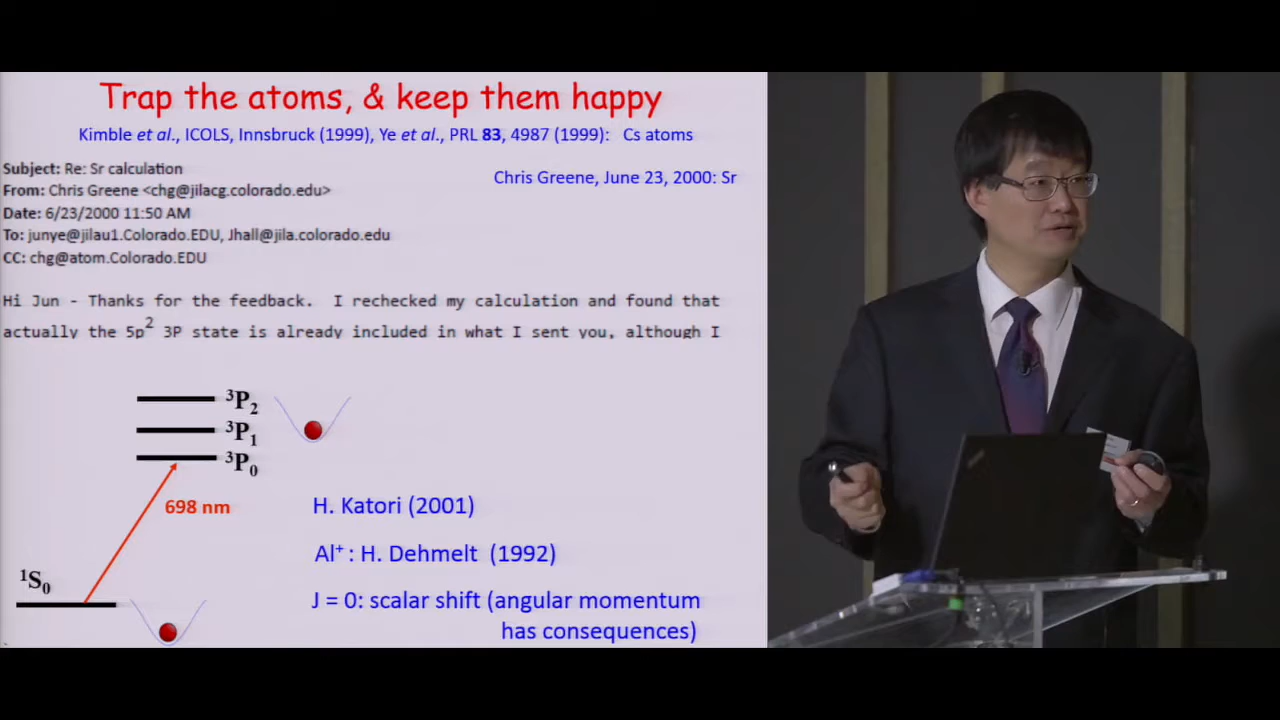 Trap the atoms, & keep them happy
Kimble et al., ICOLS, Innsbruck (1999), Ye et al., PRL 83, 4987 (1999): Cs atoms
Subject: Re: Sr calculation
Chris Greene, June 23, 2000: Sr
From: Chris Greene <chg@jilacg.colorado.edu>
Date: 6/23/2000 11:50 AM
To: junye@jilau1.Colorado.EDU, Jhall@jila.colorado.edu
CC: chg@atom.Colorado.EDU
Hi Jun - Thanks for the feedback. I rechecked my calculation and found that
actually the 5p² 3P state is already included in what I sent you, although I
³P₂
³P₁
³P₀
698 nm
H. Katori (2001)
Al⁺ : H. Dehmelt (1992)
¹S₀
J = 0: scalar shift (angular momentum
has consequences)